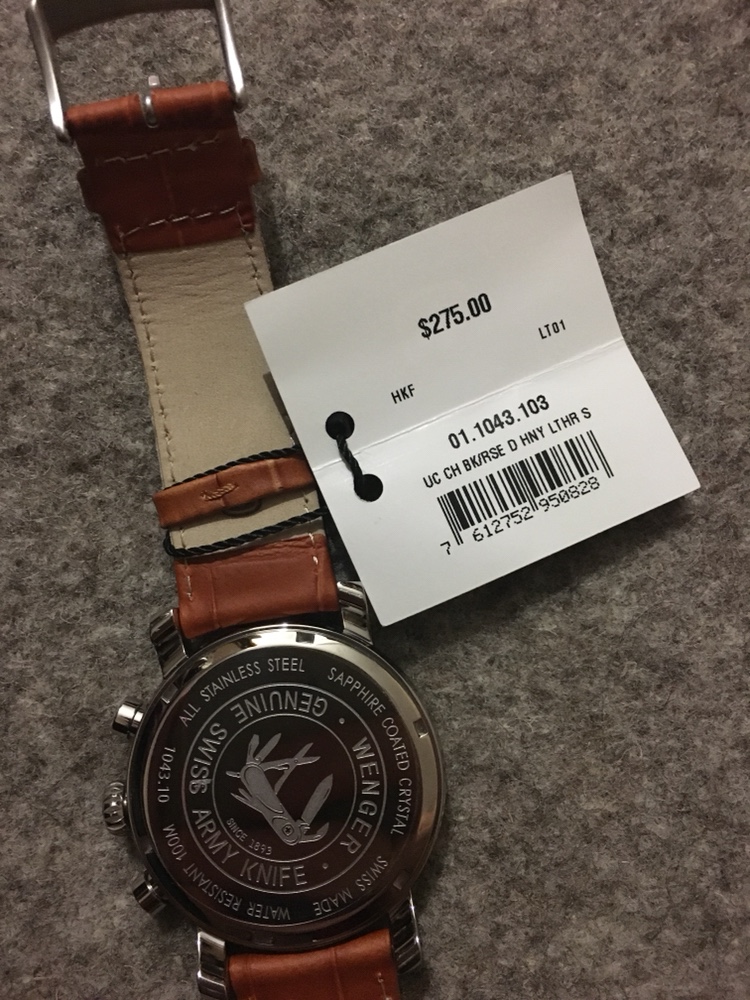 $275.00
LT01
HKF
01.1043.103
UC CH BK/RSE D HNY LTHR S
7 612752 950828
ALL STAINLESS STEEL
SAPPHIRE COATED CRYSTAL
SWISS MADE
WATER RESISTANT 100M
1043.10
WENGER
GENUINE SWISS ARMY KNIFE
SINCE 1893